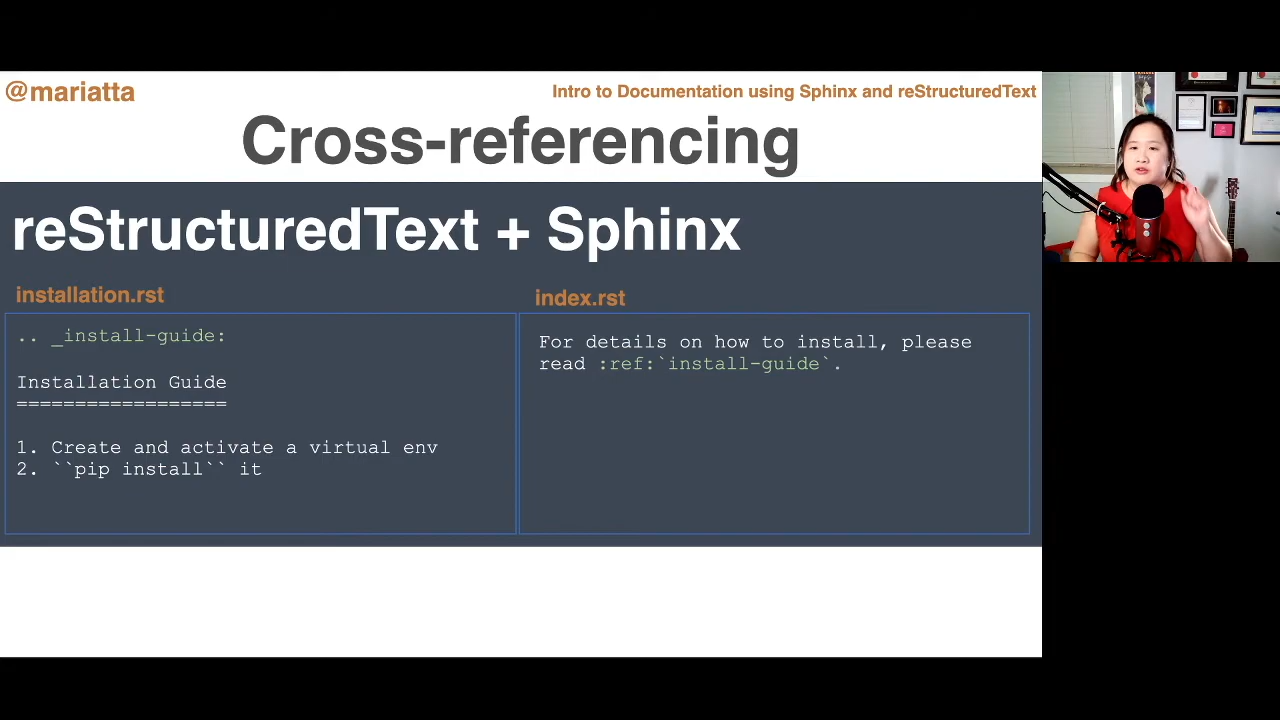 @mariatta
Intro to Documentation using Sphinx and reStructuredText
Cross-referencing
reStructuredText + Sphinx
installation.rst
.. _install-guide:
Installation Guide
==================
1. Create and activate a virtual env
2. ``pip install`` it
index.rst
For details on how to install, please
read :ref:`install-guide`.